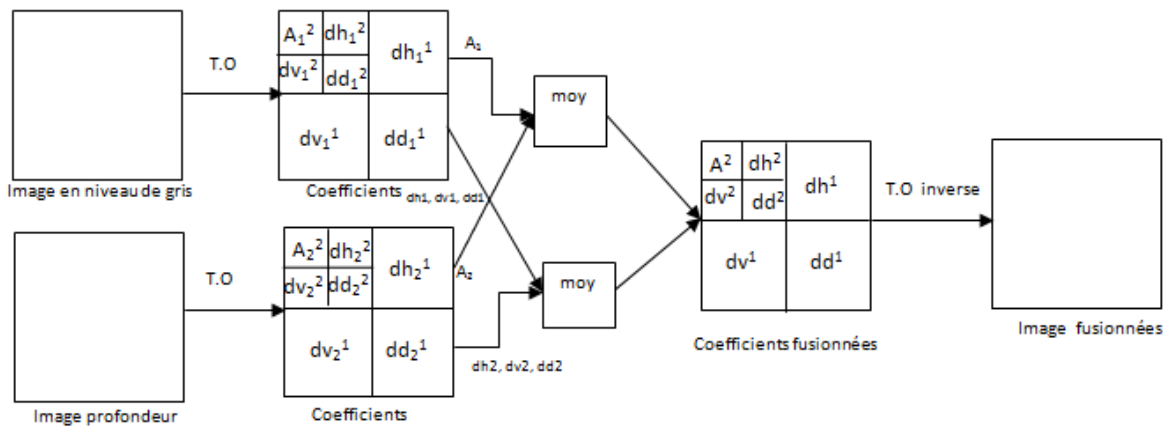 T.O
A₁² dh₁²
dv₁² dd₁²
dh₁¹
dv₁¹ dd₁¹
Image en niveau de gris
Coefficients
A₁
dh1, dv1, dd1
moy
T.O
A₂² dh₂²
dv₂² dd₂²
dh₂¹
dv₂¹ dd₂¹
Image profondeur
Coefficients
A₂
dh2, dv2, dd2
moy
A² dh²
dv² dd²
dh¹
dv¹ dd¹
Coefficients fusionnées
T.O inverse
Image fusionnées